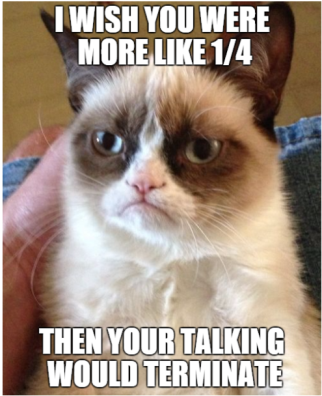 I WISH YOU WERE
MORE LIKE 1/4
THEN YOUR TALKING
WOULD TERMINATE